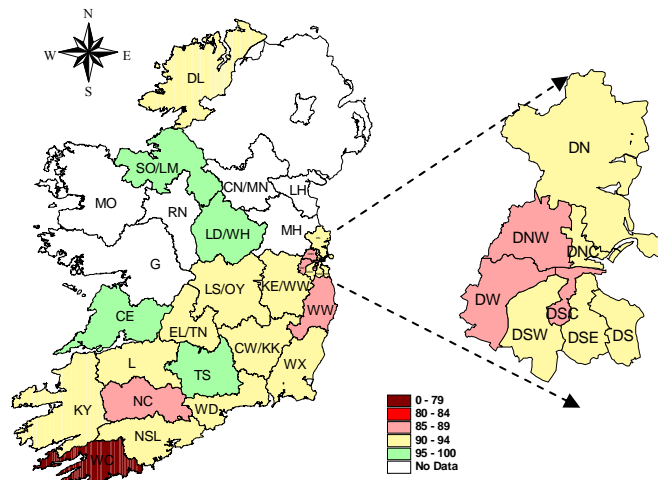 N
W E
S
DL
SO/LM
MO
CN/MN
LH
RN
LD/WH
MH
G
LS/OY
KE/WW
WW
CE
EL/TN
CW/KK
L
TS
WX
KY
NC
WD
NSL
WC
DN
DNW
DNC
DW
DSC
DSW
DSE
DS
0 - 79
80 - 84
85 - 89
90 - 94
95 - 100
No Data